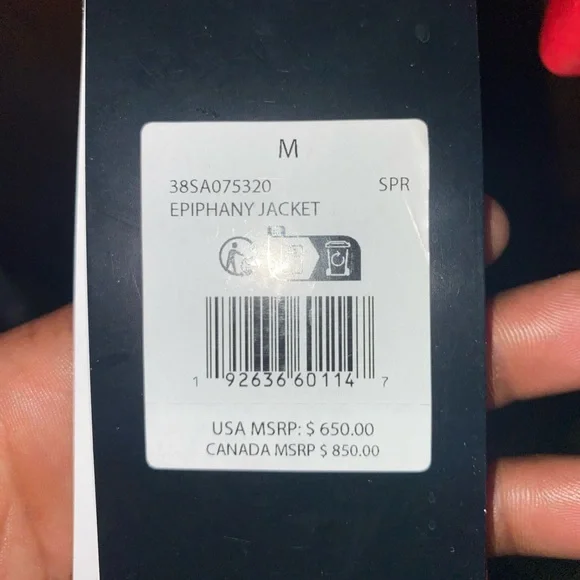 M
38SA075320 SPR
EPIPHANY JACKET
1 92636 60114 7
USA MSRP: $ 650.00
CANADA MSRP $ 850.00